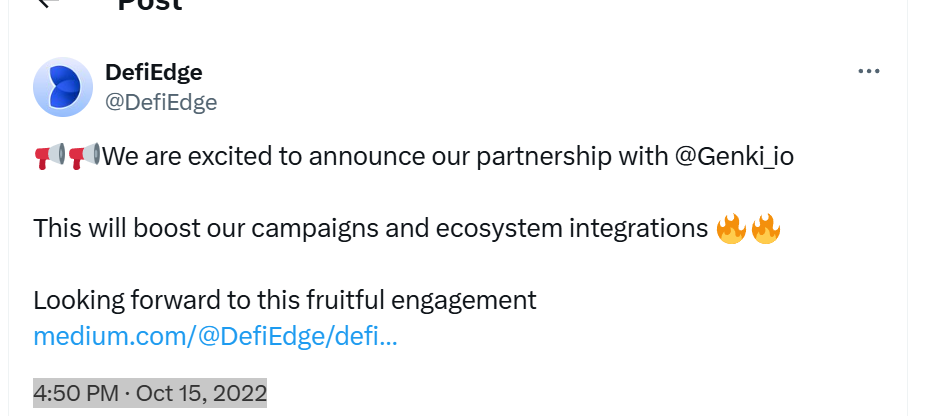 Post
DefiEdge
@DefiEdge
📢📢We are excited to announce our partnership with @Genki_io
This will boost our campaigns and ecosystem integrations 🔥🔥
Looking forward to this fruitful engagement
medium.com/@DefiEdge/defi...
4:50 PM · Oct 15, 2022